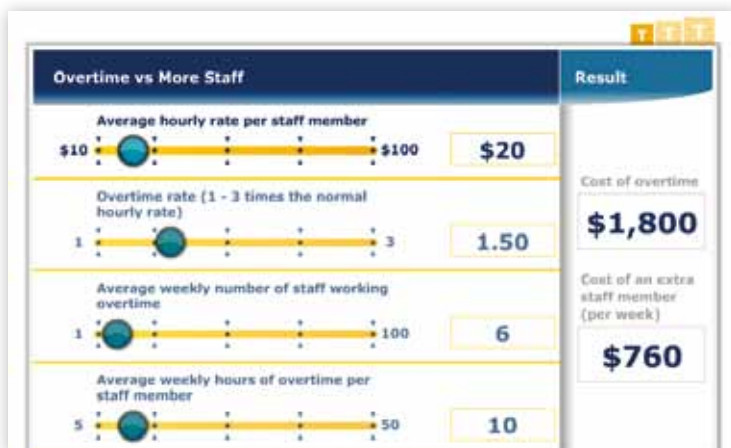 T T T
Overtime vs More Staff
Result
Average hourly rate per staff member
$10
$100
$20
Overtime rate (1 - 3 times the normal
hourly rate)
1
3
1.50
Average weekly number of staff working
overtime
1
100
6
Average weekly hours of overtime per
staff member
5
50
10
Cost of overtime
$1,800
Cost of an extra
staff member
(per week)
$760